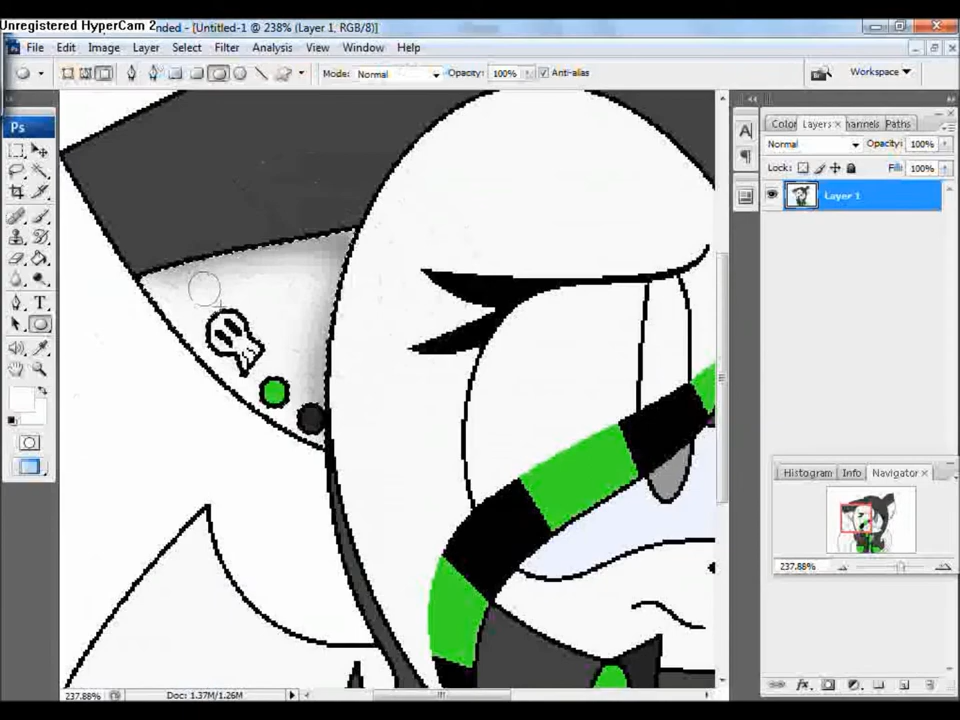 Unregistered HyperCam 2
nded - [Untitled-1 @ 238% (Layer 1, RGB/8)]
File Edit Image Layer Select Filter Analysis View Window Help
Mode: Normal Opacity: 100% Anti-alias Workspace
Ps
Color Layers x hannels Paths
Normal Opacity: 100%
Lock: Fill: 100%
Layer 1
A
T
Histogram Info Navigator x
237.88%
237.88% Doc: 1.37M/1.26M